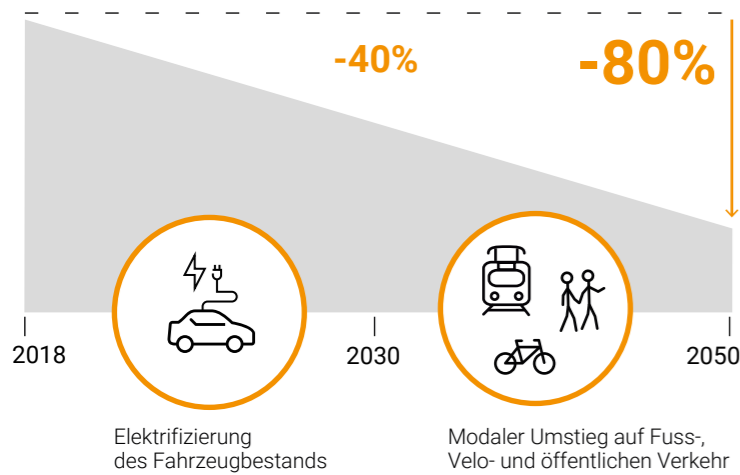 -40%
-80%
2018
2030
2050
Elektrifizierung
des Fahrzeugbestands
Modaler Umstieg auf Fuss-,
Velo- und öffentlichen Verkehr